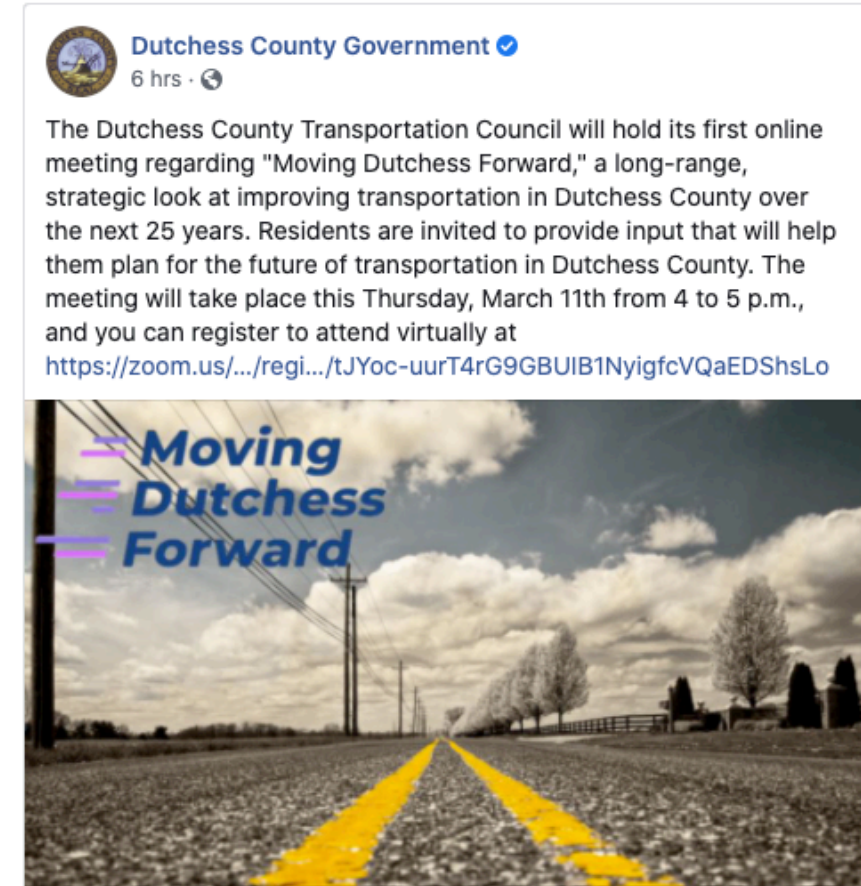 Dutchess County Government
6 hrs ·
The Dutchess County Transportation Council will hold its first online
meeting regarding "Moving Dutchess Forward," a long-range,
strategic look at improving transportation in Dutchess County over
the next 25 years. Residents are invited to provide input that will help
them plan for the future of transportation in Dutchess County. The
meeting will take place this Thursday, March 11th from 4 to 5 p.m.,
and you can register to attend virtually at
https://zoom.us/.../regi.../tJYoc-uurT4rG9GBUIB1NyigfcVQaEDShsLo
Moving
Dutchess
Forward